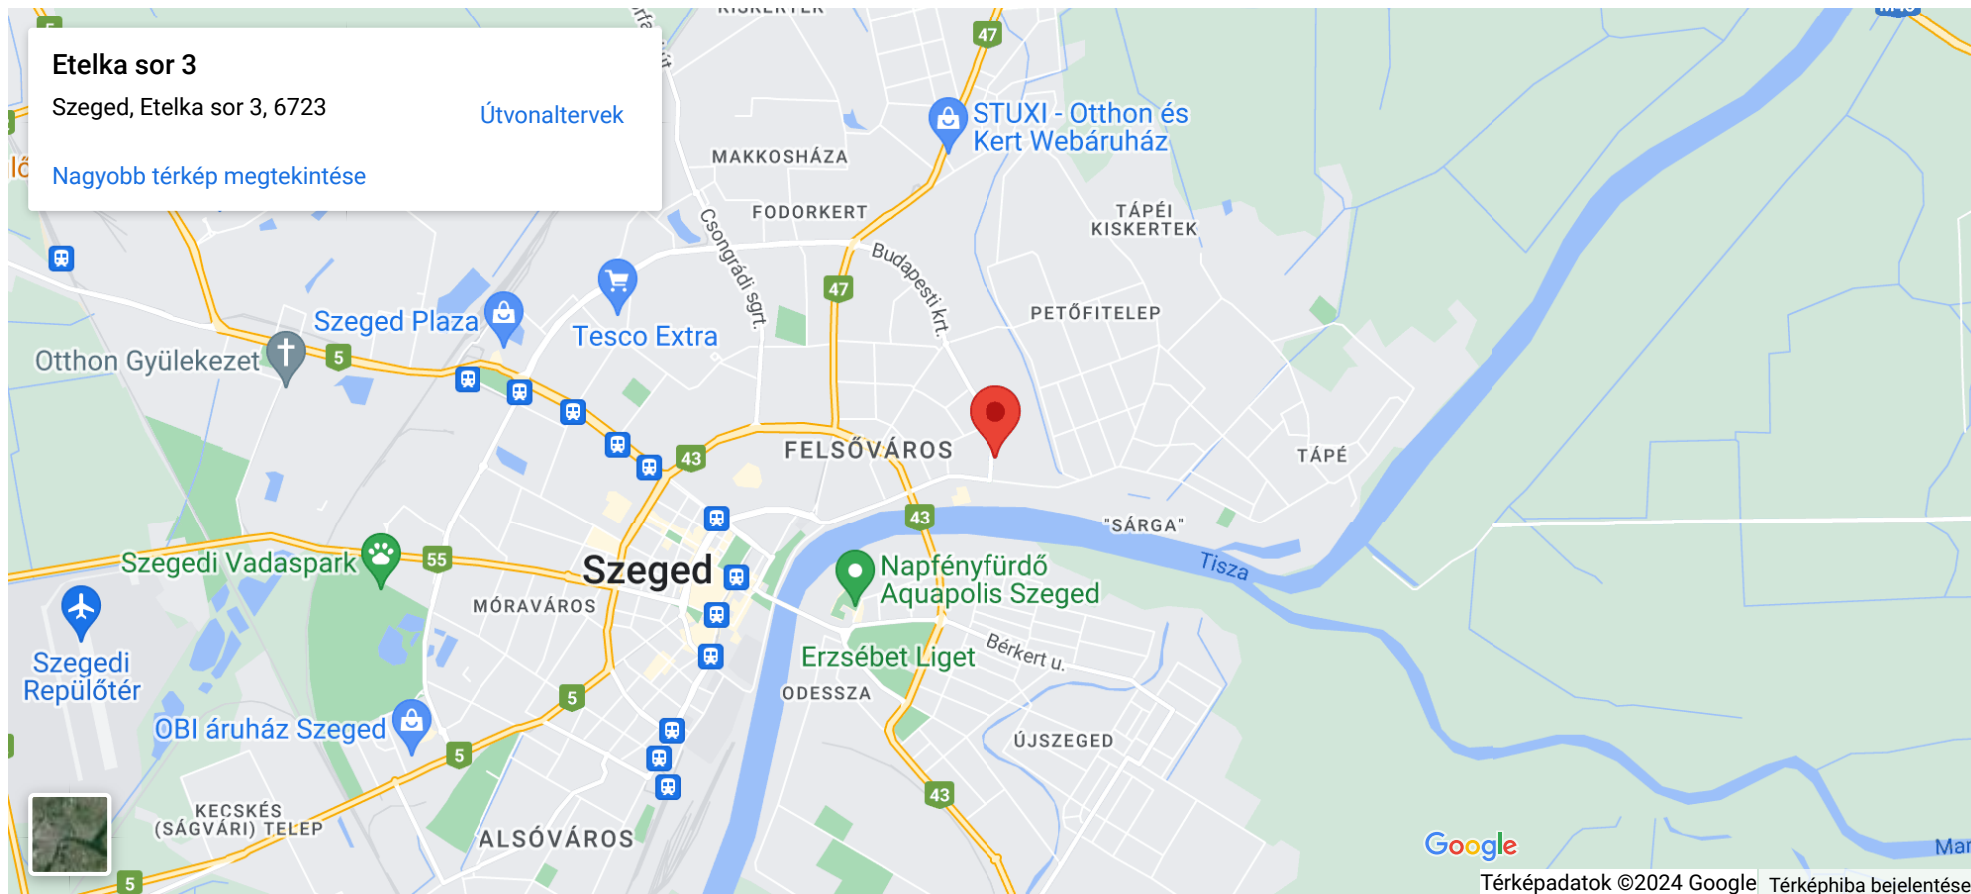 KISKERTEK
5
47
Etelka sor 3
Szeged, Etelka sor 3, 6723
Útvonaltervek
Nagyobb térkép megtekintése
STUXI - Otthon és
Kert Webáruház
MAKKOSHÁZA
FODORKERT
TÁPÉI
KISKERTEK
Csongrádi sgrt.
Budapesti krt.
47
PETŐFITELEP
Szeged Plaza
Tesco Extra
Otthon Gyülekezet
5
43
FELSŐVÁROS
TÁPÉ
43
"SÁRGA"
Tisza
Szegedi Vadaspark
55
Szeged
Napfényfürdő
Aquapolis Szeged
MÓRAVÁROS
Bérkert u.
Erzsébet Liget
Szegedi
Repülőtér
ODESSZA
5
OBI áruház Szeged
5
ÚJSZEGED
43
KECSKÉS
(SÁGVÁRI) TELEP
ALSÓVÁROS
5
Google
Mar
Térképadatok ©2024 Google
Térképhiba bejelentése